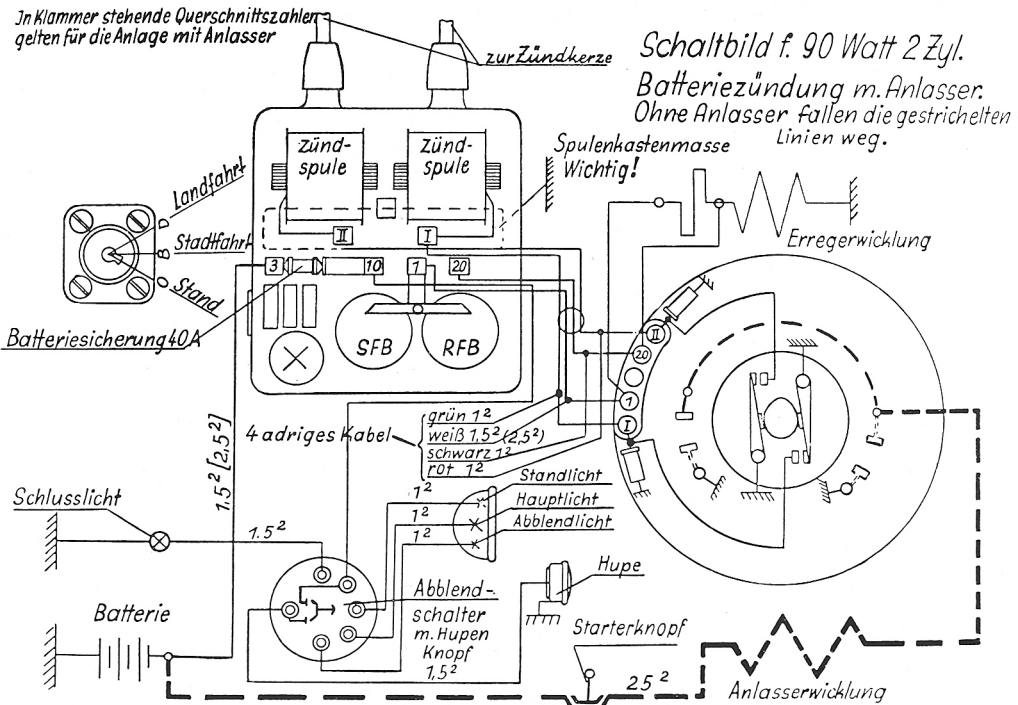 Jn Klammer stehende Querschnittszahlen
gelten für die Anlage mit Anlasser
zur Zündkerze
Schaltbild f. 90 Watt 2 Zyl.
Batteriezündung m. Anlasser.
Ohne Anlasser fallen die gestrichelten
Linien weg.
Zünd-
spule
Zünd-
spule
Spulenkastenmasse
Wichtig!
Landfahrt
Stadtfahrt
Stand
D
B
O
II
I
3
10
1
20
Erregerwicklung
Batteriesicherung 40A
SFB
RFB
II
20
1
I
4 adriges Kabel
grün 1²
weiß 1,5² (2,5²)
schwarz 1²
rot 1²
1.5² [2,5²]
Schlusslicht
1.5²
1²
1²
1²
Standlicht
Hauptlicht
Abblendlicht
Hupe
Abblend-
schalter
m. Hupen
Knopf
1,5²
Batterie
Starterknopf
25²
Anlasserwicklung